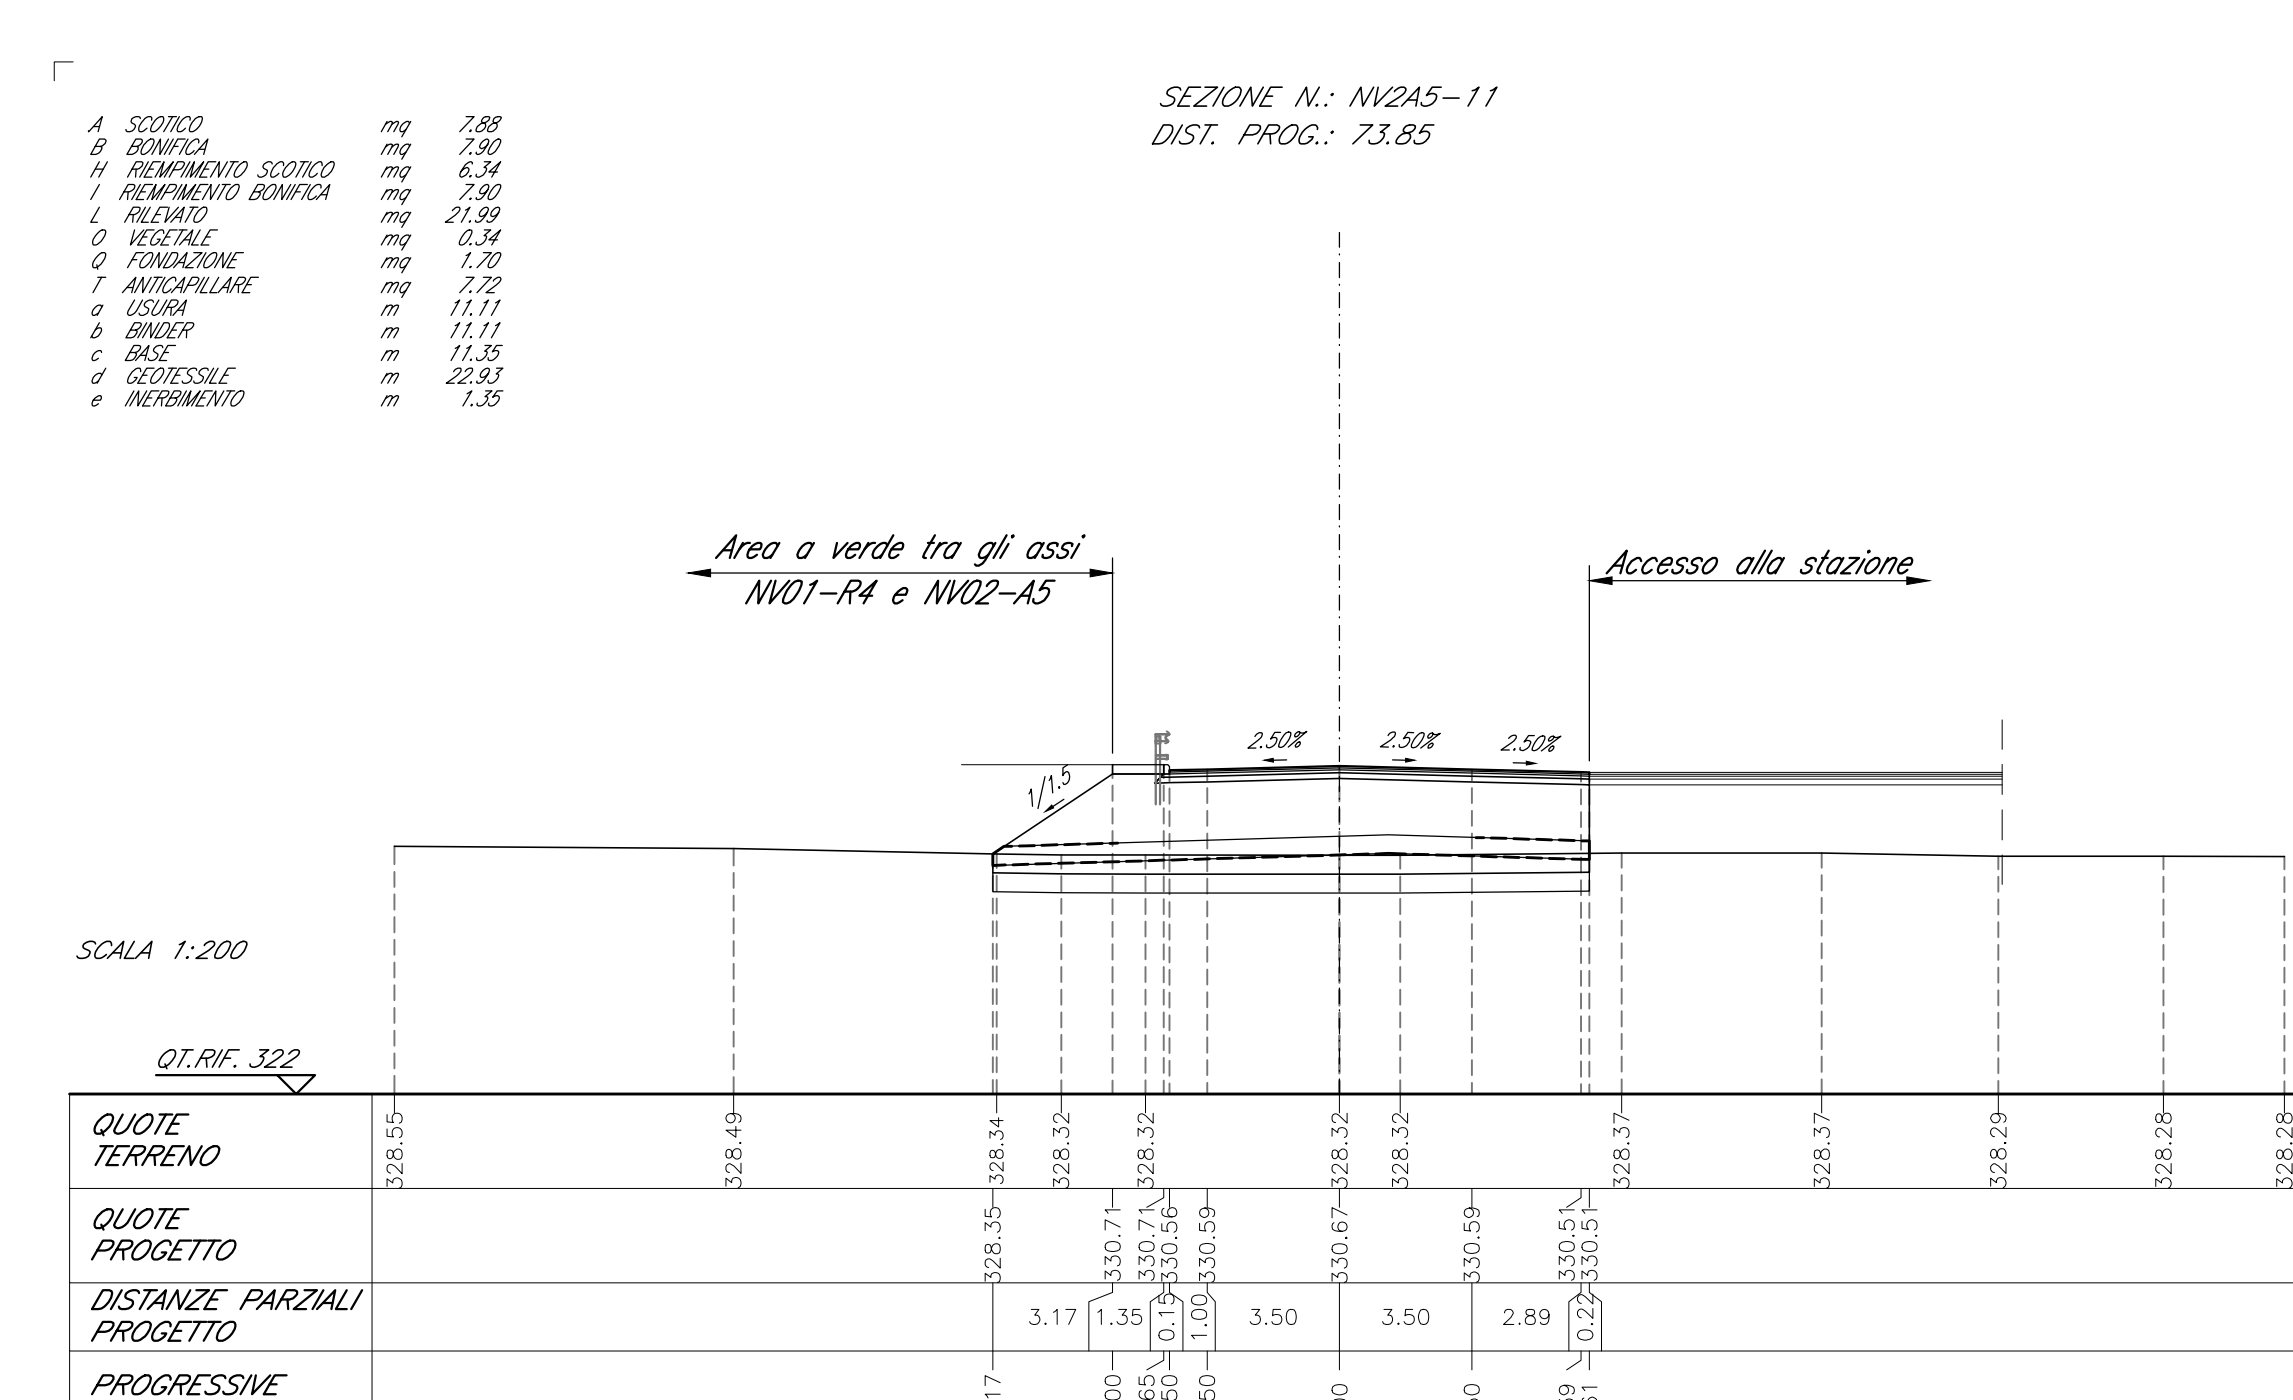 SEZIONE N.: NV2A5-11
DIST. PROG.: 73.85
A SCOTICO mq 7.88
B BONIFICA mq 7.90
H RIEMPIMENTO SCOTICO mq 6.34
I RIEMPIMENTO BONIFICA mq 7.90
L RILEVATO mq 21.99
O VEGETALE mq 0.34
Q FONDAZIONE mq 1.70
T ANTICAPILLARE mq 7.72
a USURA m 11.11
b BINDER m 11.11
c BASE m 11.35
d GEOTESSILE m 22.93
e INERBIMENTO m 1.35
Area a verde tra gli assi
NV01-R4 e NV02-A5
Accesso alla stazione
2.50% 2.50% 2.50%
1/1.5
SCALA 1:200
QT.RIF. 322
QUOTE
TERRENO
328.55 328.49 328.34 328.32 328.32 328.32 328.32 328.37 328.37 328.29 328.28 328.28
QUOTE
PROGETTO
328.35 330.71 330.71 330.56 330.59 330.67 330.59 330.51 330.51
DISTANZE PARZIALI
PROGETTO
3.17 1.35 0.15 1.00 3.50 3.50 2.89 0.22
PROGRESSIVE